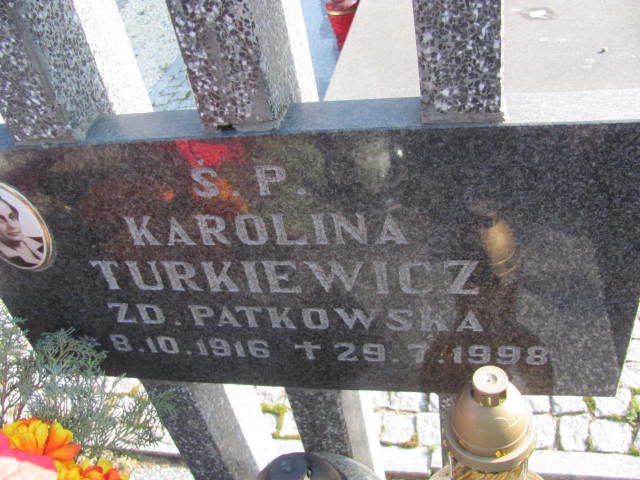 Ś. P.
KAROLINA
TURKIEWICZ
ZD. PATKOWSKA
8.10.1916 + 29.7.1998